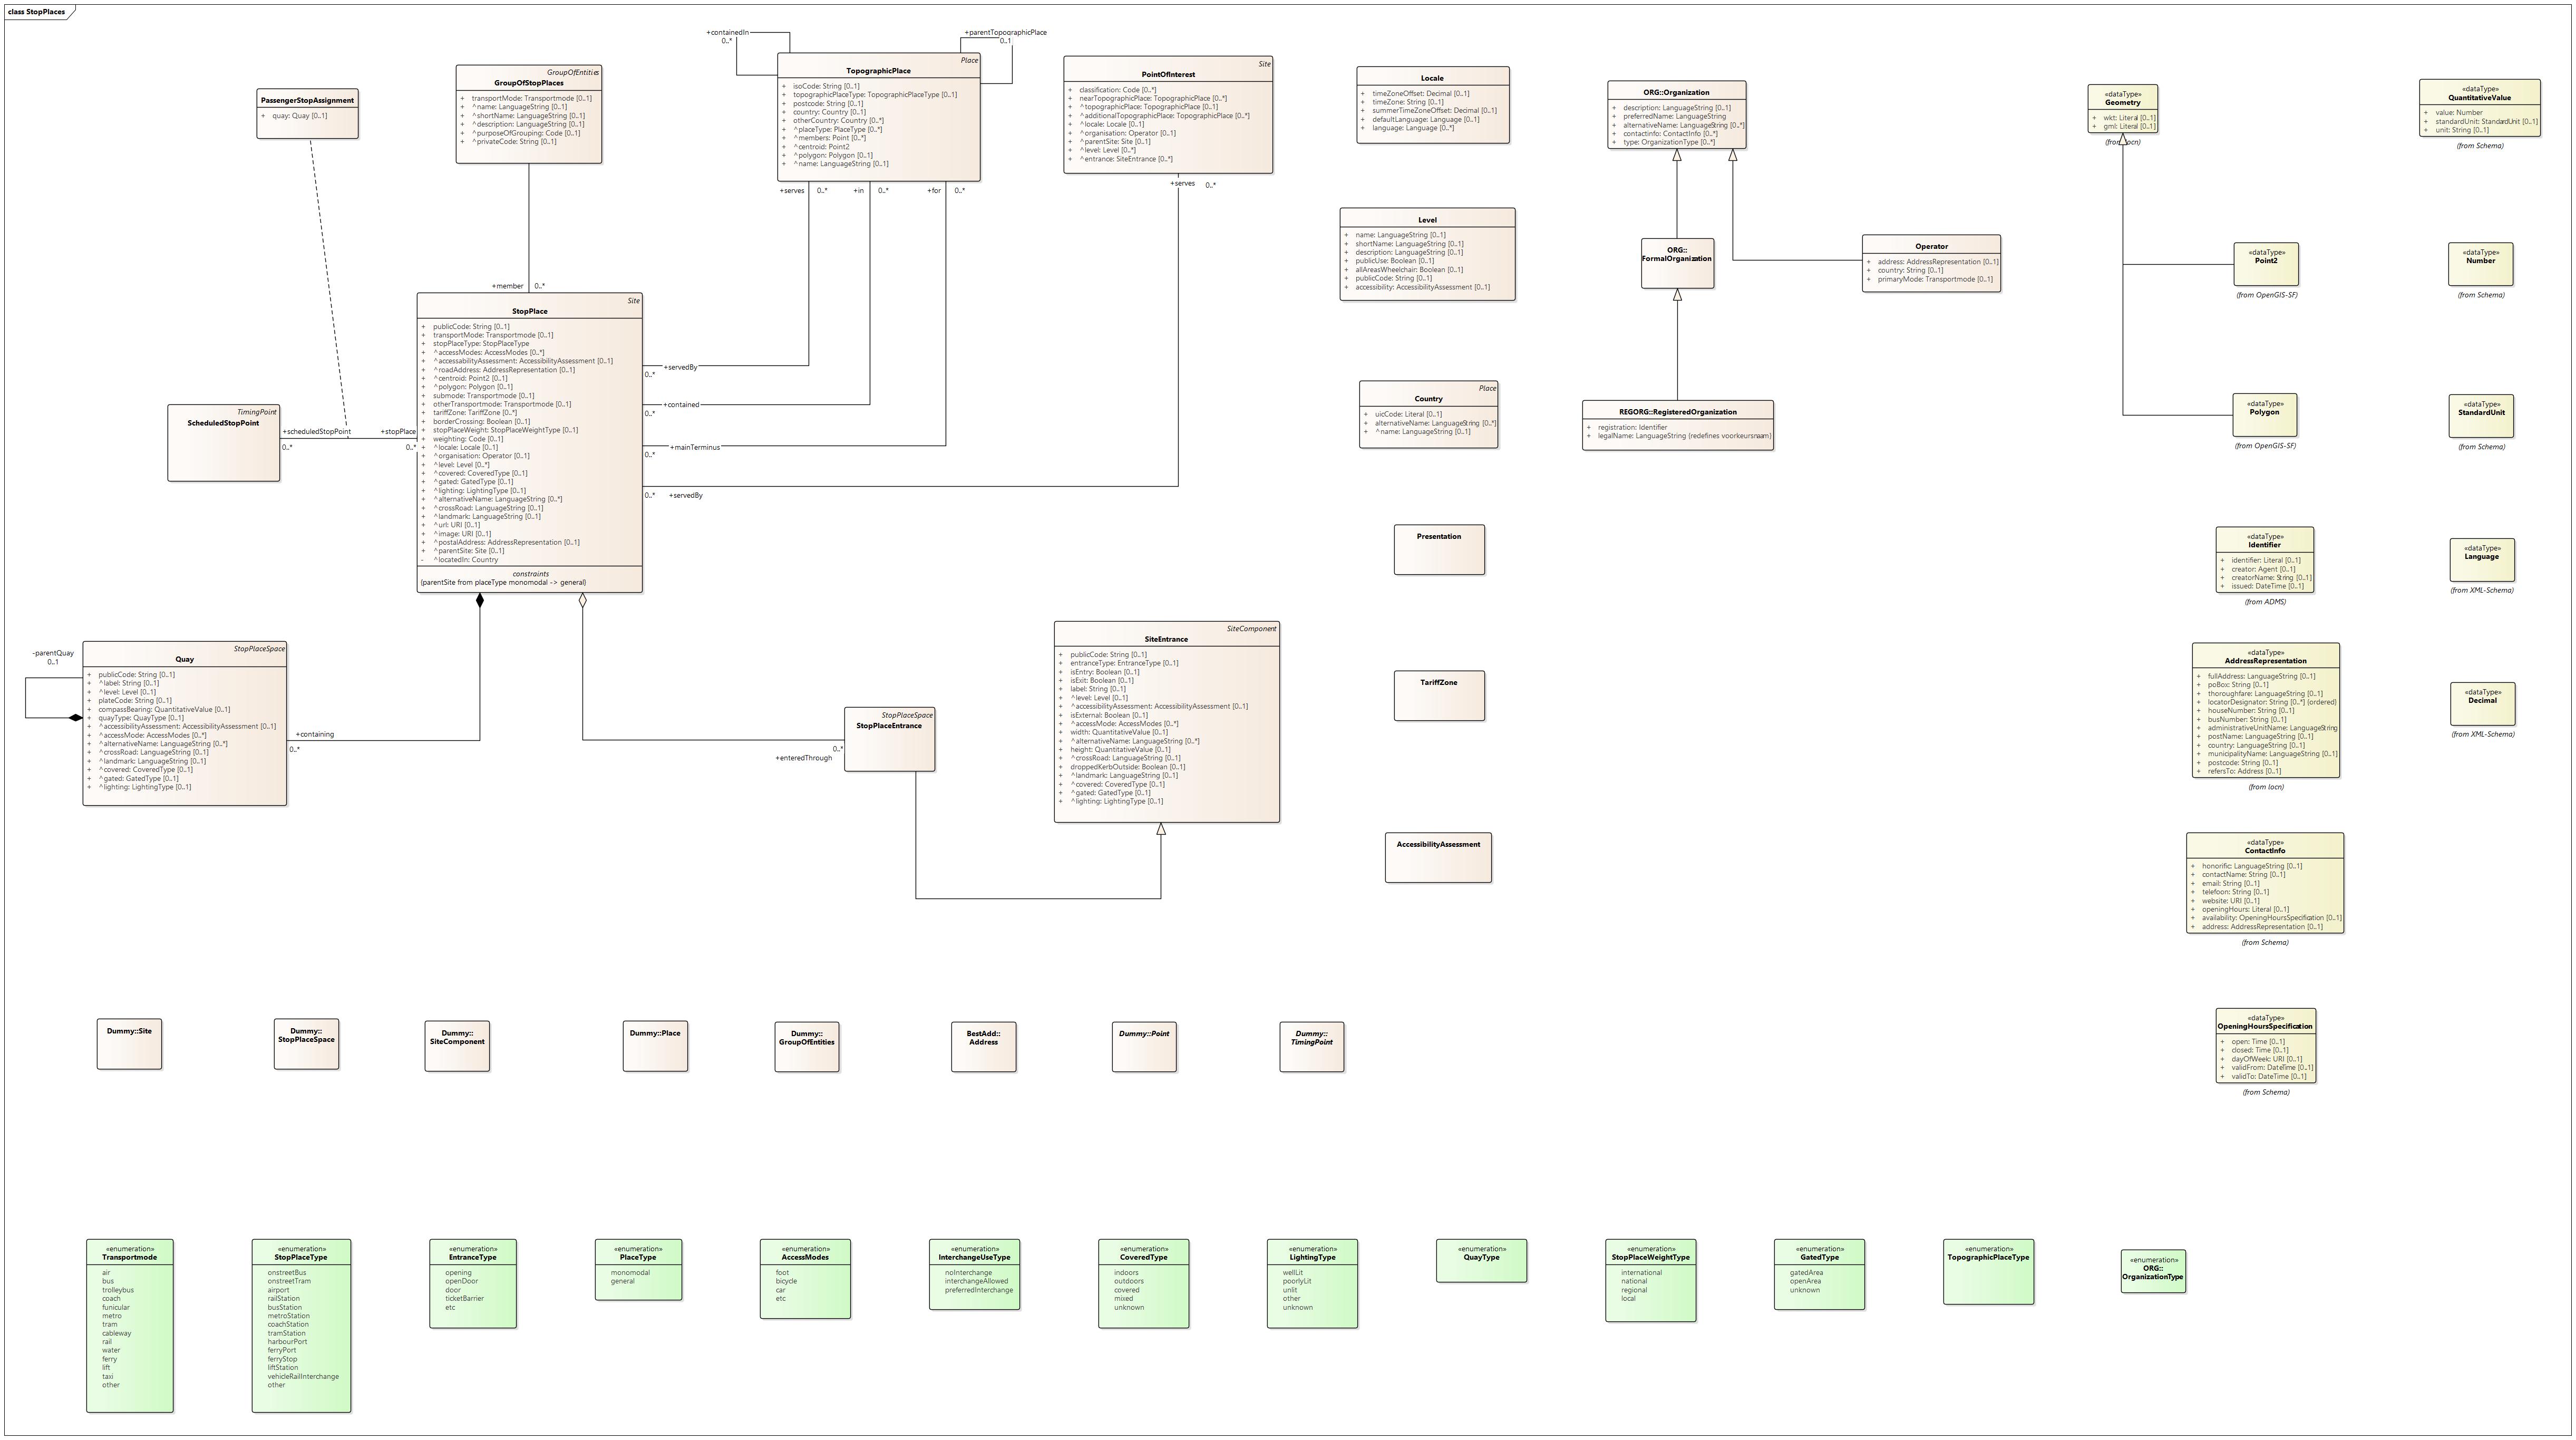 class StopPlaces
PassengerStopAssignment
+ quay: Quay [0..1]
GroupOfEntities
GroupOfStopPlaces
+ transportMode: Transportmode [0..1]
+ ^name: LanguageString [0..1]
+ ^shortName: LanguageString [0..1]
+ ^description: LanguageString [0..1]
+ ^purposeOfGrouping: Code [0..1]
+ ^privateCode: String [0..1]
+member 0..*
+containedIn
0..*
+parentTopographicPlace
0..1
Place
TopographicPlace
+ isoCode: String [0..1]
+ topographicPlaceType: TopographicPlaceType [0..1]
+ postcode: String [0..1]
+ country: Country [0..1]
+ otherCountry: Country [0..*]
+ ^placeType: PlaceType [0..*]
+ ^members: Point [0..*]
+ ^centroid: Point2
+ ^polygon: Polygon [0..1]
+ ^name: LanguageString [0..1]
+serves 0..* +in 0..* +for 0..*
Site
PointOfInterest
+ classification: Code [0..*]
+ nearTopographicPlace: TopographicPlace [0..*]
+ ^topographicPlace: TopographicPlace [0..1]
+ ^additionalTopographicPlace: TopographicPlace [0..*]
+ ^locale: Locale [0..1]
+ ^organisation: Operator [0..1]
+ ^parentSite: Site [0..1]
+ ^level: Level [0..*]
+ ^entrance: SiteEntrance [0..*]
+serves 0..*
Locale
+ timeZoneOffset: Decimal [0..1]
+ timeZone: String [0..1]
+ summerTimeZoneOffset: Decimal [0..1]
+ defaultLanguage: Language [0..1]
+ language: Language [0..*]
ORG::Organization
+ description: LanguageString [0..1]
+ preferredName: LanguageString
+ alternativeName: LanguageString [0..*]
+ contactinfo: ContactInfo [0..*]
+ type: OrganizationType [0..*]
«dataType»
Geometry
+ wkt: Literal [0..1]
+ gml: Literal [0..1]
(from locn)
«dataType»
QuantitativeValue
+ value: Number
+ standardUnit: StandardUnit [0..1]
+ unit: String [0..1]
(from Schema)
Level
+ name: LanguageString [0..1]
+ shortName: LanguageString [0..1]
+ description: LanguageString [0..1]
+ publicUse: Boolean [0..1]
+ allAreasWheelchair: Boolean [0..1]
+ publicCode: String [0..1]
+ accessibility: AccessibilityAssessment [0..1]
ORG::
FormalOrganization
Operator
+ address: AddressRepresentation [0..1]
+ country: String [0..1]
+ primaryMode: Transportmode [0..1]
«dataType»
Point2
(from OpenGIS-SF)
«dataType»
Number
(from Schema)
Site
StopPlace
+ publicCode: String [0..1]
+ transportMode: Transportmode [0..1]
+ stopPlaceType: StopPlaceType
+ ^accessModes: AccessModes [0..*]
+ ^accessabilityAssessment: AccessibilityAssessment [0..1]
+ ^roadAddress: AddressRepresentation [0..1]
+ ^centroid: Point2 [0..1]
+ ^polygon: Polygon [0..1]
+ submode: Transportmode [0..1]
+ otherTransportmode: Transportmode [0..1]
+ tariffZone: TariffZone [0..*]
+ borderCrossing: Boolean [0..1]
+ stopPlaceWeight: StopPlaceWeightType [0..1]
+ weighting: Code [0..1]
+ ^locale: Locale [0..1]
+ ^organisation: Operator [0..1]
+ ^level: Level [0..*]
+ ^covered: CoveredType [0..1]
+ ^gated: GatedType [0..1]
+ ^lighting: LightingType [0..1]
+ ^alternativeName: LanguageString [0..*]
+ ^crossRoad: LanguageString [0..1]
+ ^landmark: LanguageString [0..1]
+ ^url: URI [0..1]
+ ^image: URI [0..1]
+ ^postalAddress: AddressRepresentation [0..1]
+ ^parentSite: Site [0..1]
- ^locatedIn: Country
constraints
{parentSite from placeType monomodal -> general}
+servedBy
0..*
+contained
0..*
+mainTerminus
0..*
0..* +servedBy
TimingPoint
ScheduledStopPoint
+scheduledStopPoint +stopPlace
0..* 0..*
Place
Country
+ uicCode: Literal [0..1]
+ alternativeName: LanguageString [0..*]
+ ^name: LanguageString [0..1]
REGORG::RegisteredOrganization
+ registration: Identifier
+ legalName: LanguageString {redefines voorkeursnaam}
«dataType»
Polygon
(from OpenGIS-SF)
«dataType»
StandardUnit
(from Schema)
Presentation
«dataType»
Identifier
+ identifier: Literal [0..1]
+ creator: Agent [0..1]
+ creatorName: String [0..1]
+ issued: DateTime [0..1]
(from ADMS)
«dataType»
Language
(from XML-Schema)
-parentQuay
0..1
StopPlaceSpace
Quay
+ publicCode: String [0..1]
+ ^label: String [0..1]
+ ^level: Level [0..1]
+ plateCode: String [0..1]
+ compassBearing: QuantitativeValue [0..1]
+ quayType: QuayType [0..1]
+ ^accessibilityAssessment: AccessibilityAssessment [0..1]
+ ^accessMode: AccessModes [0..*]
+ ^alternativeName: LanguageString [0..*]
+ ^crossRoad: LanguageString [0..1]
+ ^landmark: LanguageString [0..1]
+ ^covered: CoveredType [0..1]
+ ^gated: GatedType [0..1]
+ ^lighting: LightingType [0..1]
+containing
0..*
StopPlaceSpace
StopPlaceEntrance
0..*
+enteredThrough
SiteComponent
SiteEntrance
+ publicCode: String [0..1]
+ entranceType: EntranceType [0..1]
+ isEntry: Boolean [0..1]
+ isExit: Boolean [0..1]
+ label: String [0..1]
+ ^level: Level [0..1]
+ ^accessibilityAssessment: AccessibilityAssessment [0..1]
+ isExternal: Boolean [0..1]
+ ^accessMode: AccessModes [0..*]
+ width: QuantitativeValue [0..1]
+ ^alternativeName: LanguageString [0..*]
+ height: QuantitativeValue [0..1]
+ ^crossRoad: LanguageString [0..1]
+ droppedKerbOutside: Boolean [0..1]
+ ^landmark: LanguageString [0..1]
+ ^covered: CoveredType [0..1]
+ ^gated: GatedType [0..1]
+ ^lighting: LightingType [0..1]
TariffZone
«dataType»
AddressRepresentation
+ fullAddress: LanguageString [0..1]
+ poBox: String [0..1]
+ thoroughfare: LanguageString [0..1]
+ locatorDesignator: String [0..*] {ordered}
+ houseNumber: String [0..1]
+ busNumber: String [0..1]
+ administrativeUnitName: LanguageString
+ postName: LanguageString [0..1]
+ country: LanguageString [0..1]
+ municipalityName: LanguageString [0..1]
+ postcode: String [0..1]
+ refersTo: Address [0..1]
(from locn)
«dataType»
Decimal
(from XML-Schema)
AccessibilityAssessment
«dataType»
ContactInfo
+ honorific: LanguageString [0..1]
+ contactName: String [0..1]
+ email: String [0..1]
+ telefoon: String [0..1]
+ website: URI [0..1]
+ openingHours: Literal [0..1]
+ availability: OpeningHoursSpecification [0..1]
+ address: AddressRepresentation [0..1]
(from Schema)
Dummy::Site
Dummy::
StopPlaceSpace
Dummy::
SiteComponent
Dummy::Place
Dummy::
GroupOfEntities
BestAdd::
Address
Dummy::Point
Dummy::
TimingPoint
«dataType»
OpeningHoursSpecification
+ open: Time [0..1]
+ closed: Time [0..1]
+ dayOfWeek: URI [0..1]
+ validFrom: DateTime [0..1]
+ validTo: DateTime [0..1]
(from Schema)
«enumeration»
Transportmode
air
bus
trolleybus
coach
funicular
metro
tram
cableway
rail
water
ferry
lift
taxi
other
«enumeration»
StopPlaceType
onstreetBus
onstreetTram
airport
railStation
busStation
metroStation
coachStation
tramStation
harbourPort
ferryPort
ferryStop
liftStation
vehicleRailInterchange
other
«enumeration»
EntranceType
opening
openDoor
door
ticketBarrier
etc
«enumeration»
PlaceType
monomodal
general
«enumeration»
AccessModes
foot
bicycle
car
etc
«enumeration»
InterchangeUseType
noInterchange
interchangeAllowed
preferredInterchange
«enumeration»
CoveredType
indoors
outdoors
covered
mixed
unknown
«enumeration»
LightingType
wellLit
poorlyLit
unlit
other
unknown
«enumeration»
QuayType
«enumeration»
StopPlaceWeightType
international
national
regional
local
«enumeration»
GatedType
gatedArea
openArea
unknown
«enumeration»
TopographicPlaceType
«enumeration»
ORG::
OrganizationType